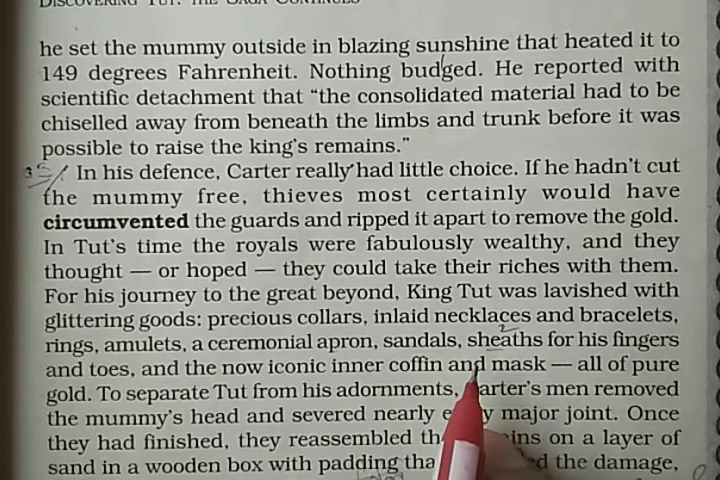 DISCOVERING TUT: THE SAGA CONTINUES
he set the mummy outside in blazing sunshine that heated it to
149 degrees Fahrenheit. Nothing budged. He reported with
scientific detachment that “the consolidated material had to be
chiselled away from beneath the limbs and trunk before it was
possible to raise the king's remains.”
In his defence, Carter really had little choice. If he hadn't cut
the mummy free, thieves most certainly would have
circumvented the guards and ripped it apart to remove the gold.
In Tut's time the royals were fabulously wealthy, and they
thought — or hoped — they could take their riches with them.
For his journey to the great beyond, King Tut was lavished with
glittering goods: precious collars, inlaid necklaces and bracelets,
rings, amulets, a ceremonial apron, sandals, sheaths for his fingers
and toes, and the now iconic inner coffin and mask — all of pure
gold. To separate Tut from his adornments, Carter's men removed
the mummy's head and severed nearly major joint. Once
they had finished, they reassembled on a layer of
sand in a wooden box with padding the damage,